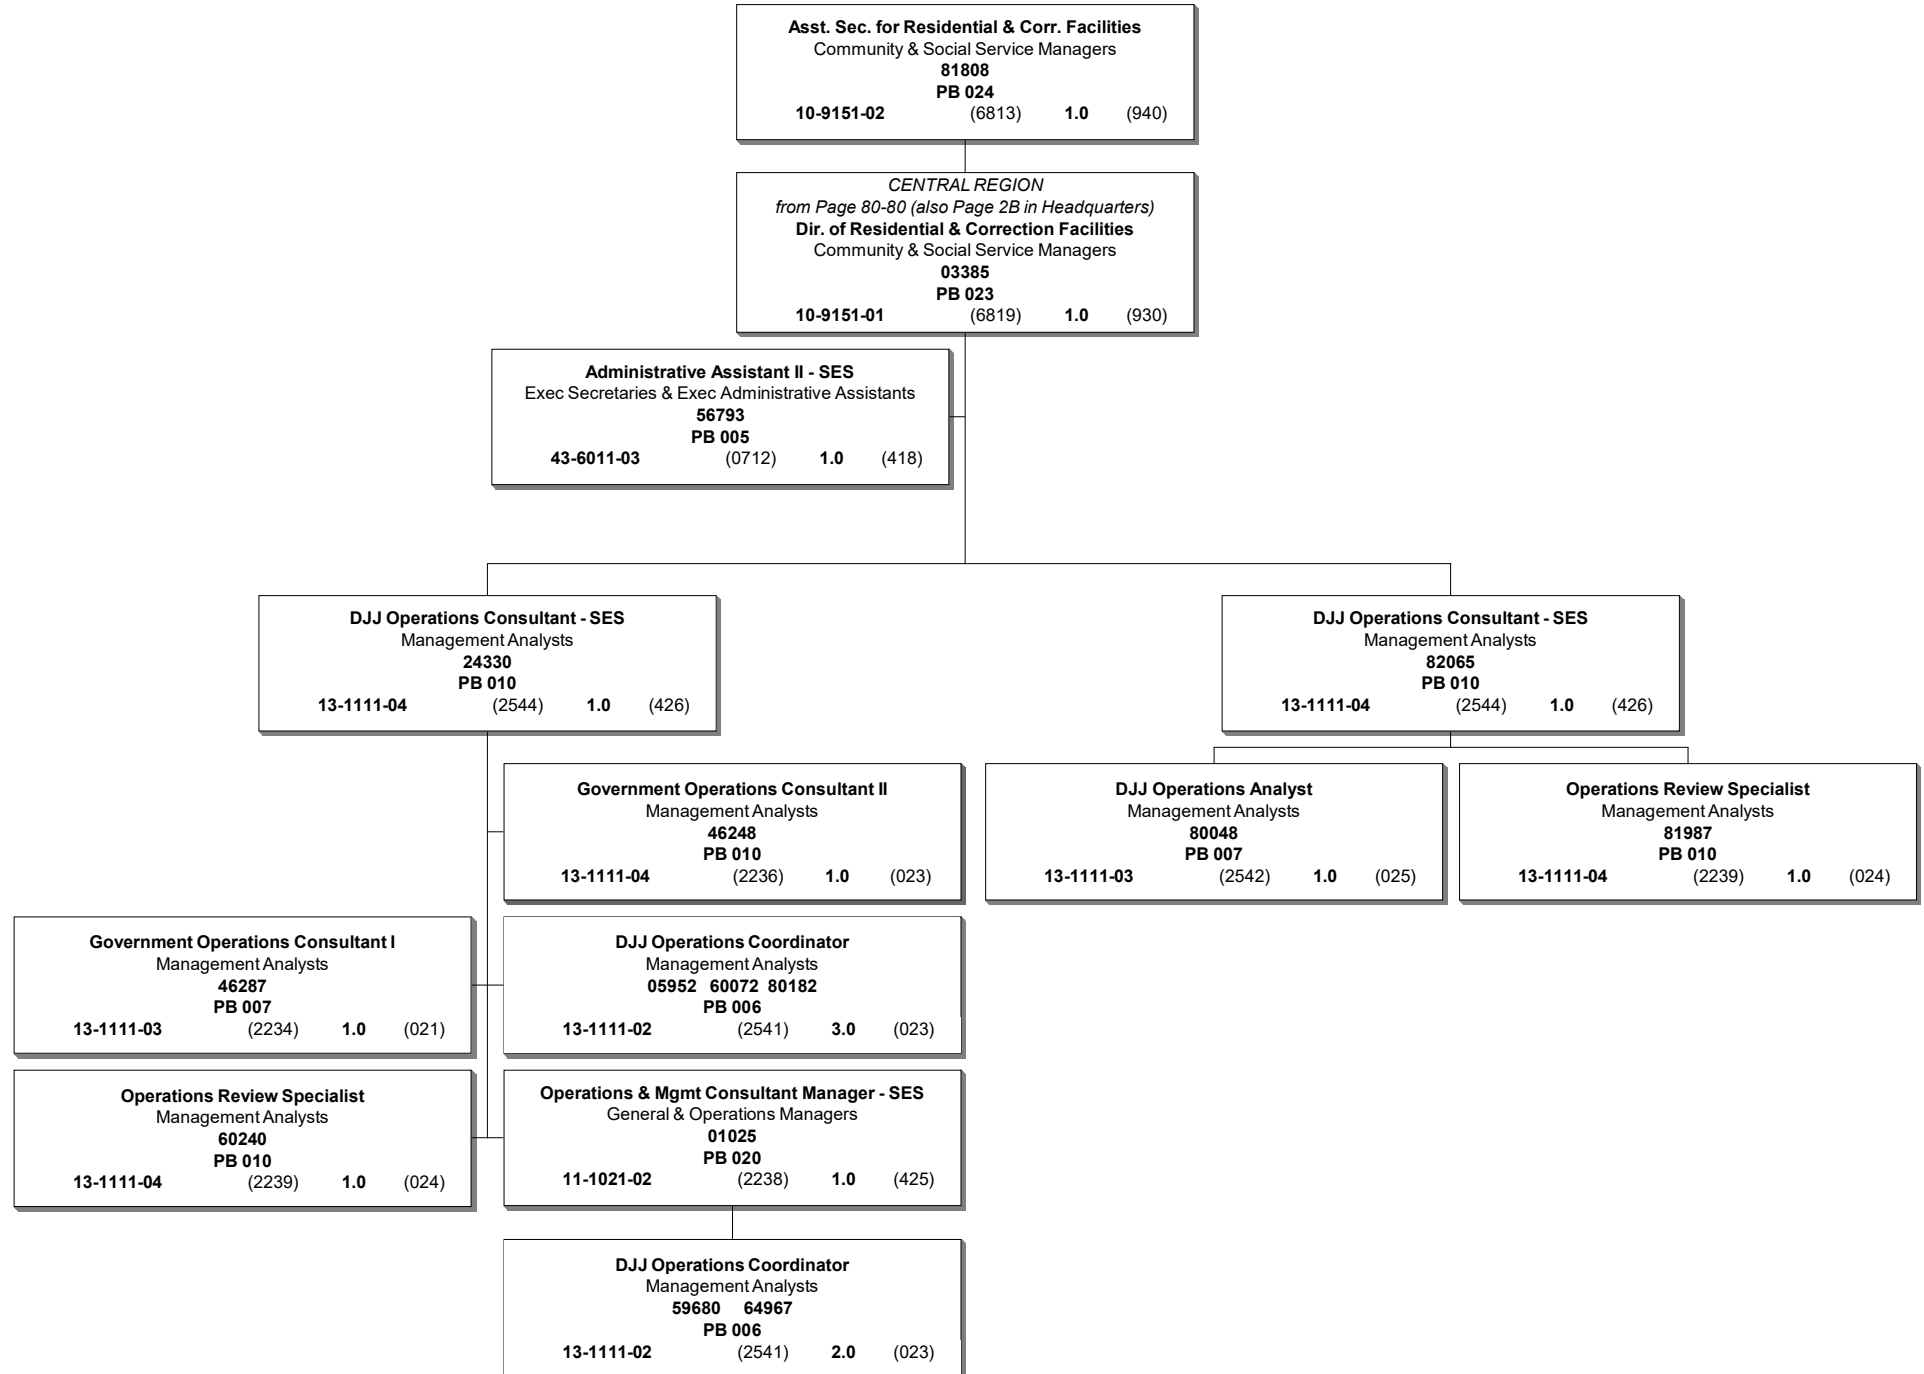 Asst. Sec. for Residential & Corr. Facilities
Community & Social Service Managers
81808
PB 024
10-9151-02 (6813) 1.0 (940)
CENTRAL REGION
from Page 80-80 (also Page 2B in Headquarters)
Dir. of Residential & Correction Facilities
Community & Social Service Managers
03385
PB 023
10-9151-01 (6819) 1.0 (930)
Administrative Assistant II - SES
Exec Secretaries & Exec Administrative Assistants
56793
PB 005
43-6011-03 (0712) 1.0 (418)
DJJ Operations Consultant - SES
Management Analysts
24330
PB 010
13-1111-04 (2544) 1.0 (426)
DJJ Operations Consultant - SES
Management Analysts
82065
PB 010
13-1111-04 (2544) 1.0 (426)
Government Operations Consultant II
Management Analysts
46248
PB 010
13-1111-04 (2236) 1.0 (023)
DJJ Operations Analyst
Management Analysts
80048
PB 007
13-1111-03 (2542) 1.0 (025)
Operations Review Specialist
Management Analysts
81987
PB 010
13-1111-04 (2239) 1.0 (024)
Government Operations Consultant I
Management Analysts
46287
PB 007
13-1111-03 (2234) 1.0 (021)
DJJ Operations Coordinator
Management Analysts
05952 60072 80182
PB 006
13-1111-02 (2541) 3.0 (023)
Operations Review Specialist
Management Analysts
60240
PB 010
13-1111-04 (2239) 1.0 (024)
Operations & Mgmt Consultant Manager - SES
General & Operations Managers
01025
PB 020
11-1021-02 (2238) 1.0 (425)
DJJ Operations Coordinator
Management Analysts
59680 64967
PB 006
13-1111-02 (2541) 2.0 (023)